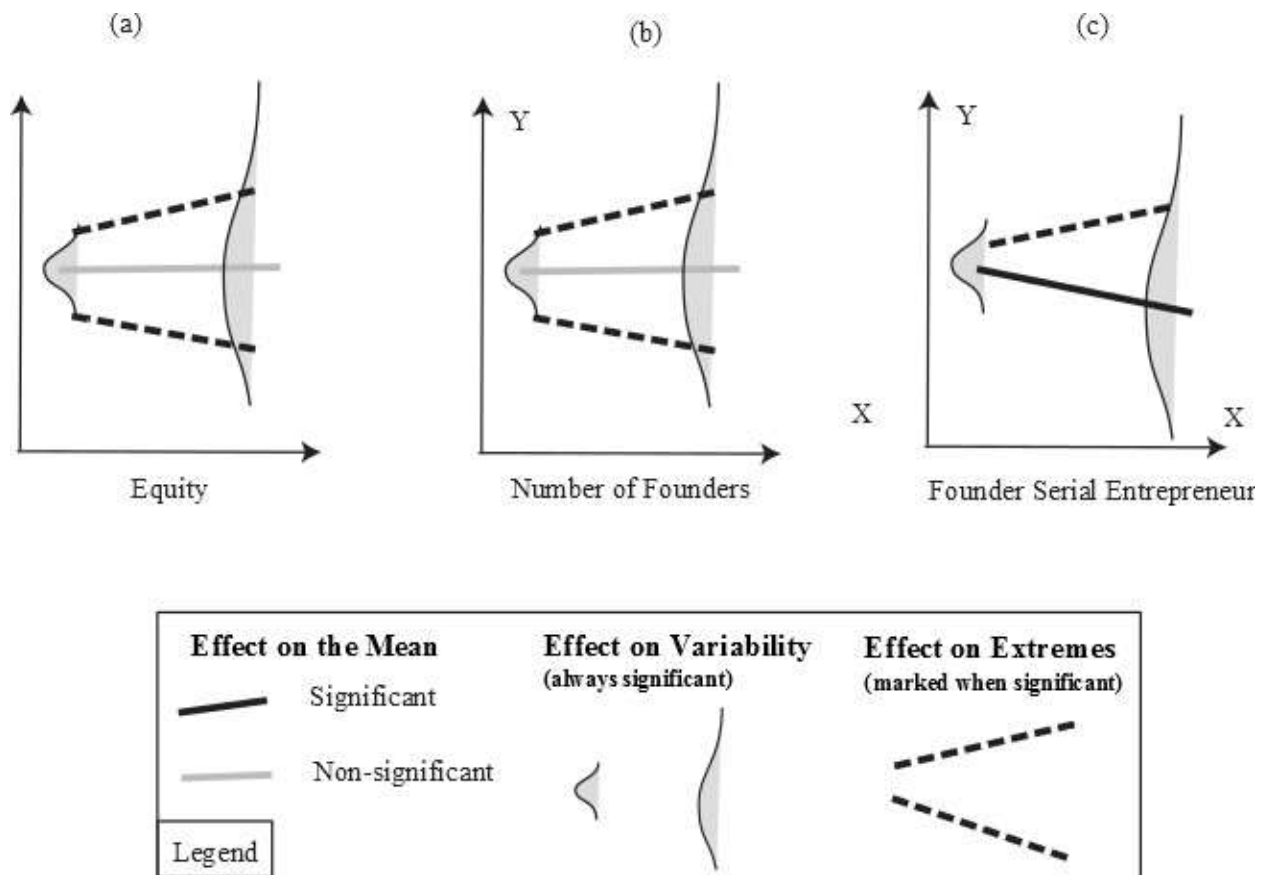 (a)
(b)
(c)
Y
Y
X
X
Equity
Number of Founders
Founder Serial Entrepreneur
Effect on the Mean
Significant
Non-significant
Legend
Effect on Variability
(always significant)
Effect on Extremes
(marked when significant)